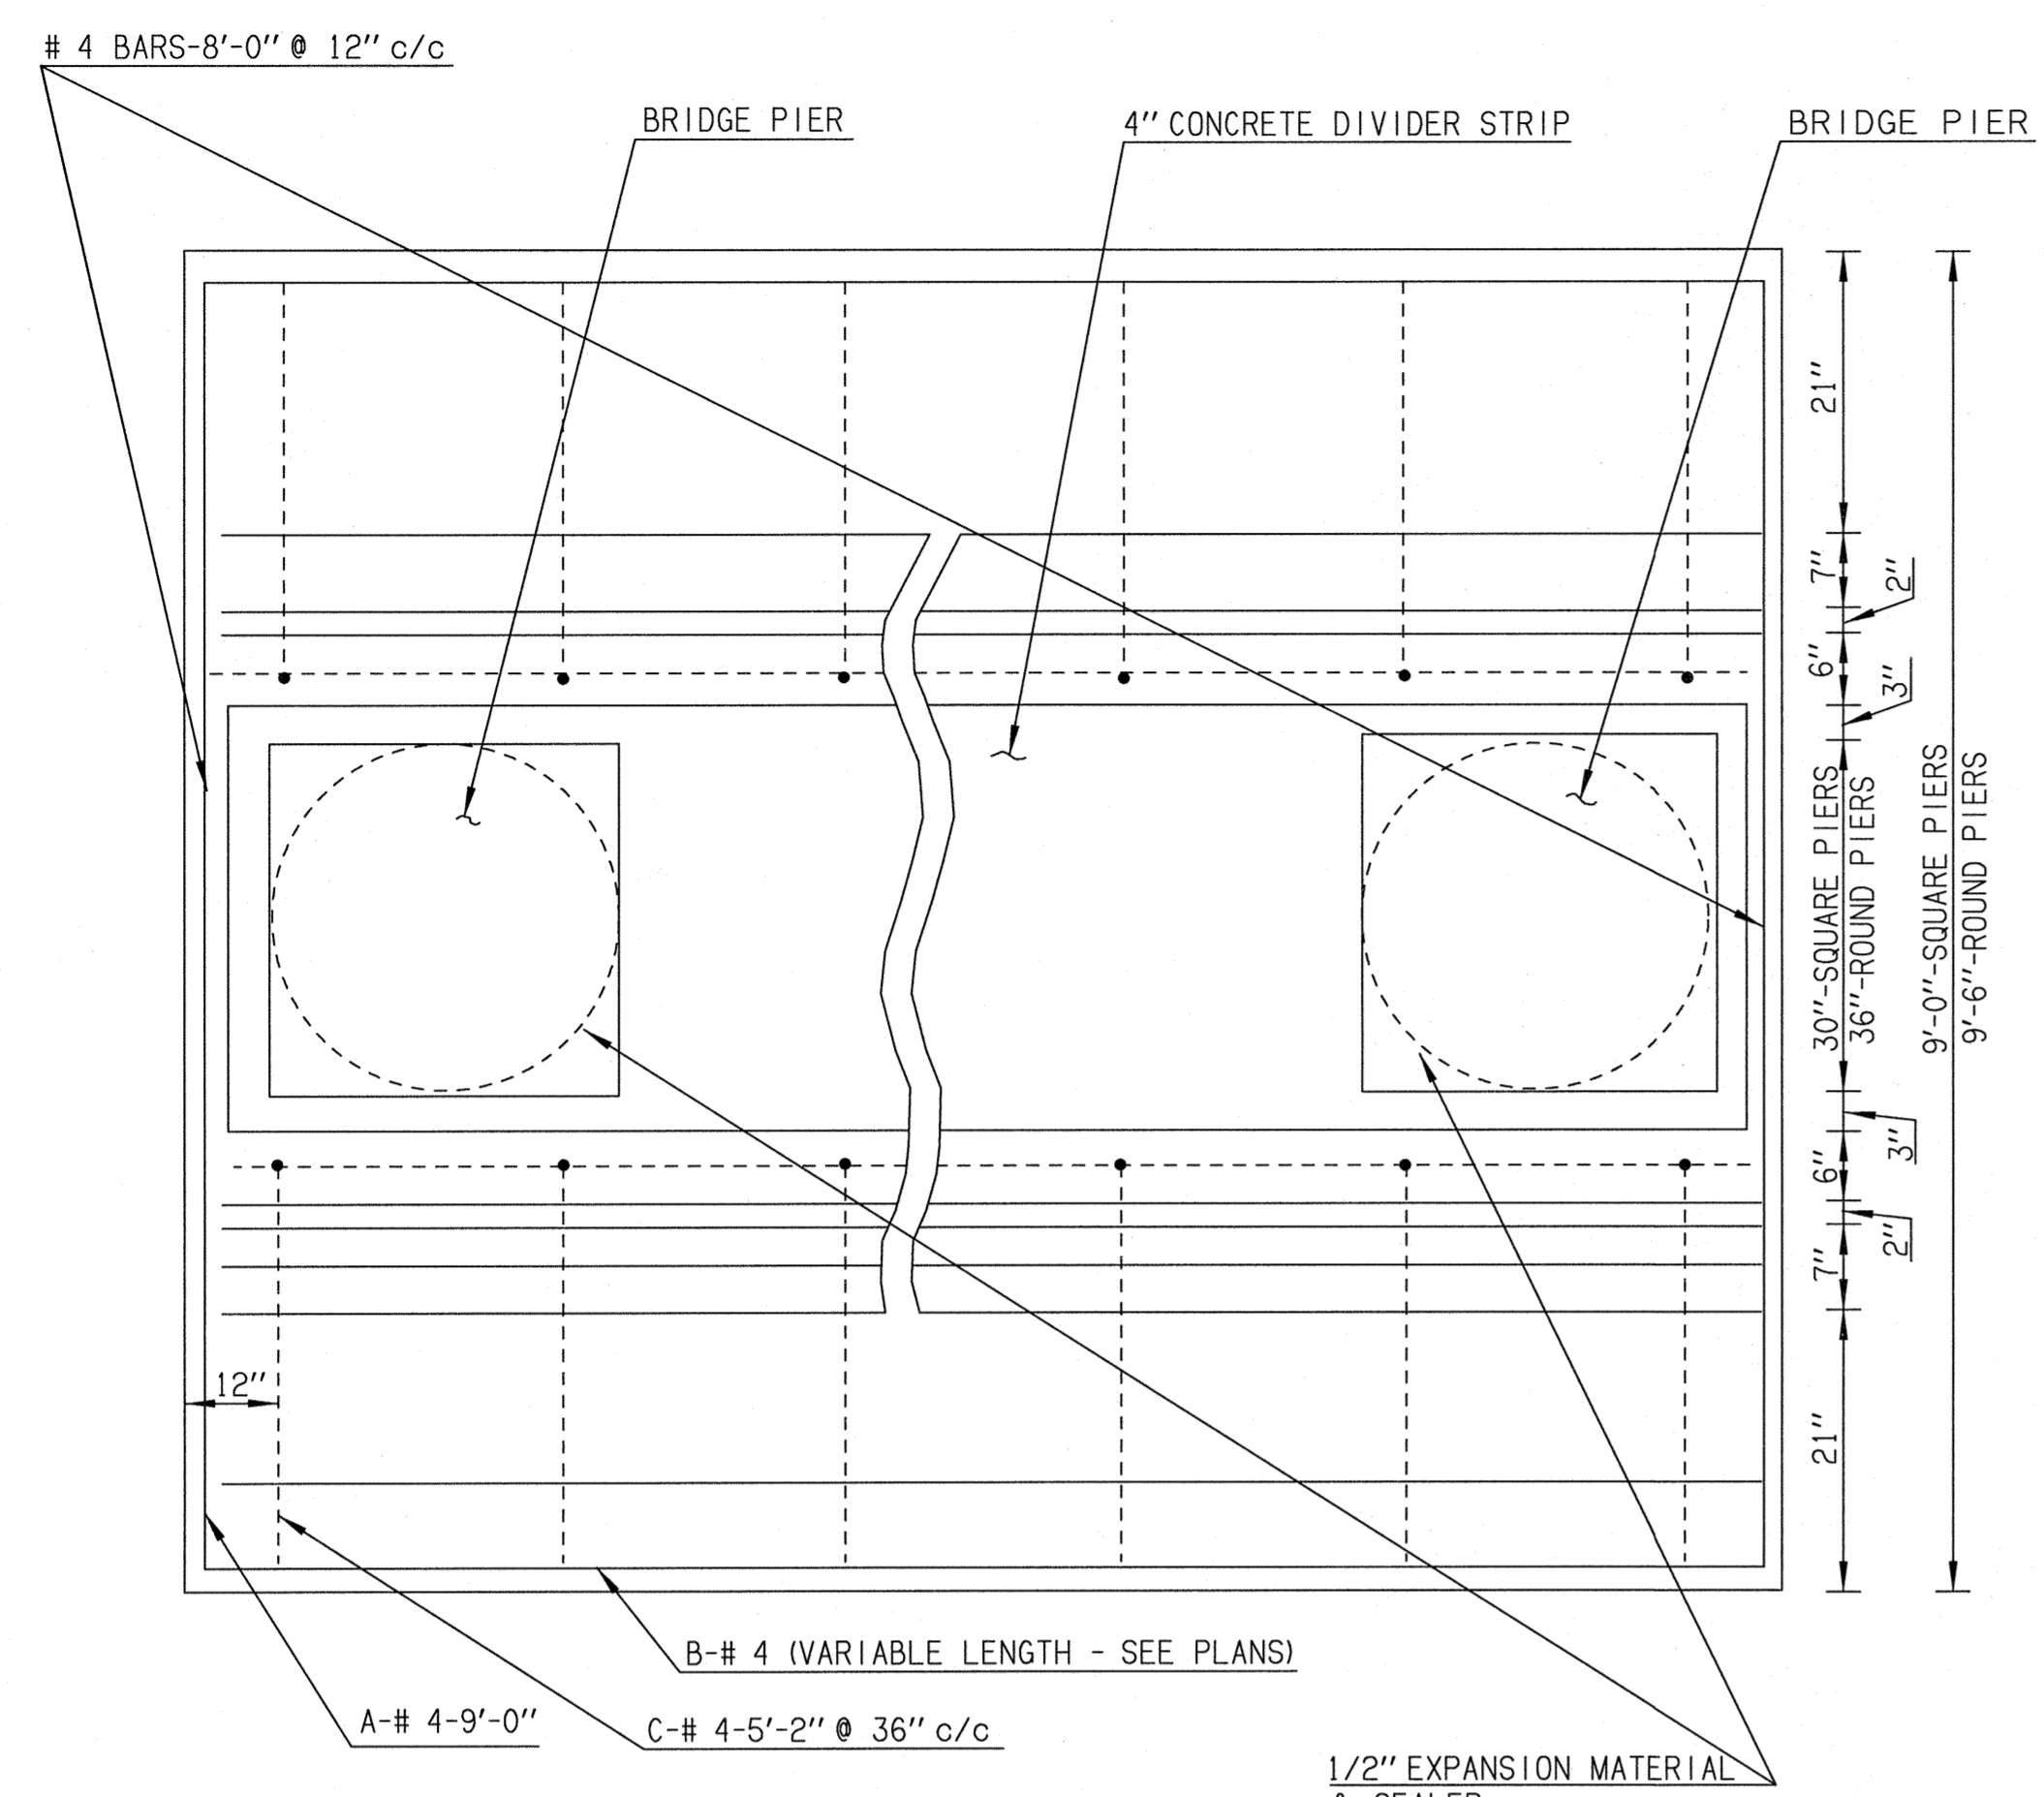 # 4 BARS-8'-0" @ 12" c/c
BRIDGE PIER
4" CONCRETE DIVIDER STRIP
BRIDGE PIER
21"
7"
2"
6"
3"
30"-SQUARE PIERS
36"-ROUND PIERS
9'-0"-SQUARE PIERS
9'-6"-ROUND PIERS
3"
6"
2"
7"
21"
12"
B-# 4 (VARIABLE LENGTH - SEE PLANS)
A-# 4-9'-0"
C-# 4-5'-2" @ 36" c/c
1/2" EXPANSION MATERIAL
& SEALER